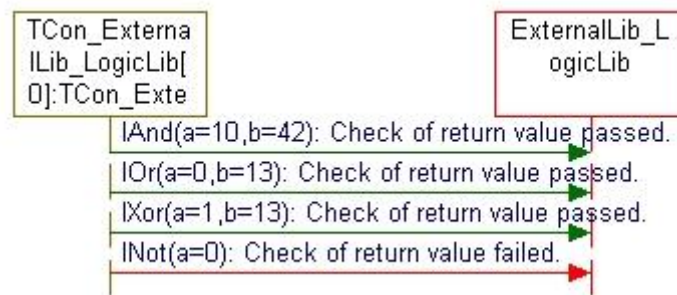 TCon_Externa
lLib_LogicLib[
0]:TCon_Exte
ExternalLib_L
ogicLib
lAnd(a=10,b=42): Check of return value passed.
lOr(a=0,b=13): Check of return value passed.
lXor(a=1,b=13): Check of return value passed.
lNot(a=0): Check of return value failed.